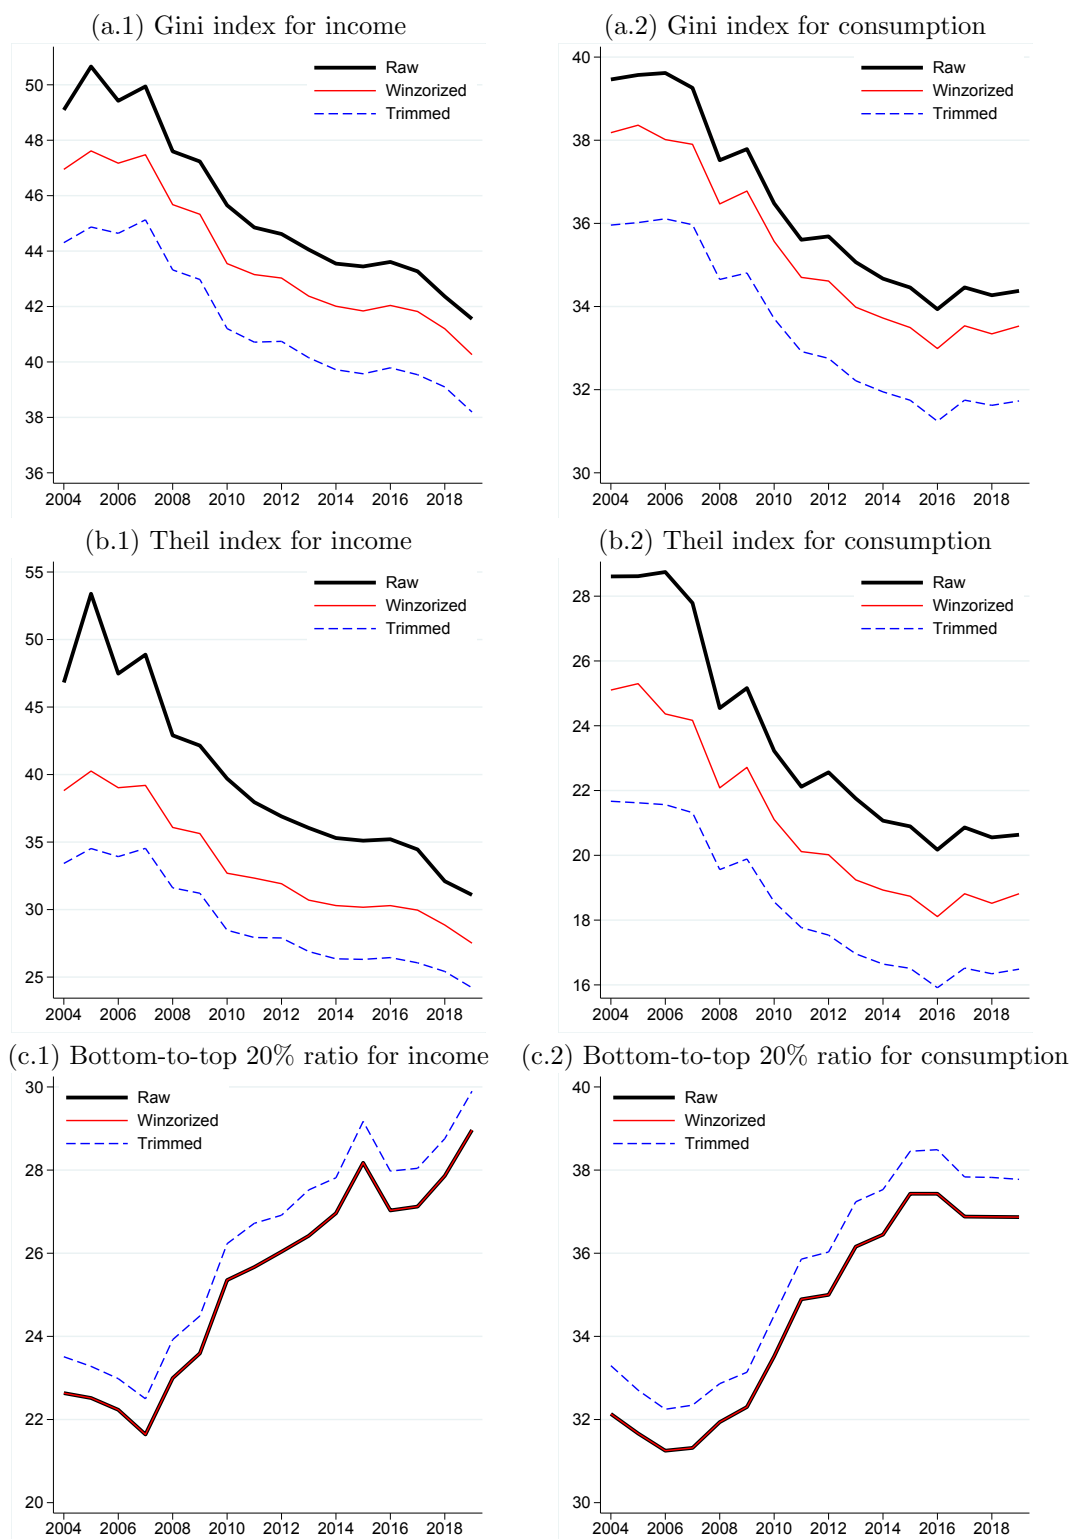 (a.1) Gini index for income
50
48
46
44
42
40
38
36
2004 2006 2008 2010 2012 2014 2016 2018
Raw
Winzorized
Trimmed
(a.2) Gini index for consumption
40
38
36
34
32
30
2004 2006 2008 2010 2012 2014 2016 2018
Raw
Winzorized
Trimmed
(b.1) Theil index for income
55
50
45
40
35
30
25
2004 2006 2008 2010 2012 2014 2016 2018
Raw
Winzorized
Trimmed
(b.2) Theil index for consumption
28
26
24
22
20
18
16
2004 2006 2008 2010 2012 2014 2016 2018
Raw
Winzorized
Trimmed
(c.1) Bottom-to-top 20% ratio for income
30
28
26
24
22
20
2004 2006 2008 2010 2012 2014 2016 2018
Raw
Winzorized
Trimmed
(c.2) Bottom-to-top 20% ratio for consumption
40
38
36
34
32
30
2004 2006 2008 2010 2012 2014 2016 2018
Raw
Winzorized
Trimmed